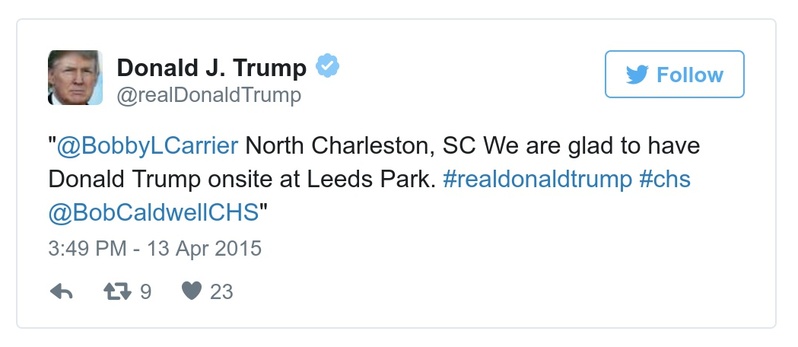 Donald J. Trump
@realDonaldTrump
Follow
"@BobbyLCarrier North Charleston, SC We are glad to have
Donald Trump onsite at Leeds Park. #realdonaldtrump #chs
@BobCaldwellCHS"
3:49 PM - 13 Apr 2015
9 23